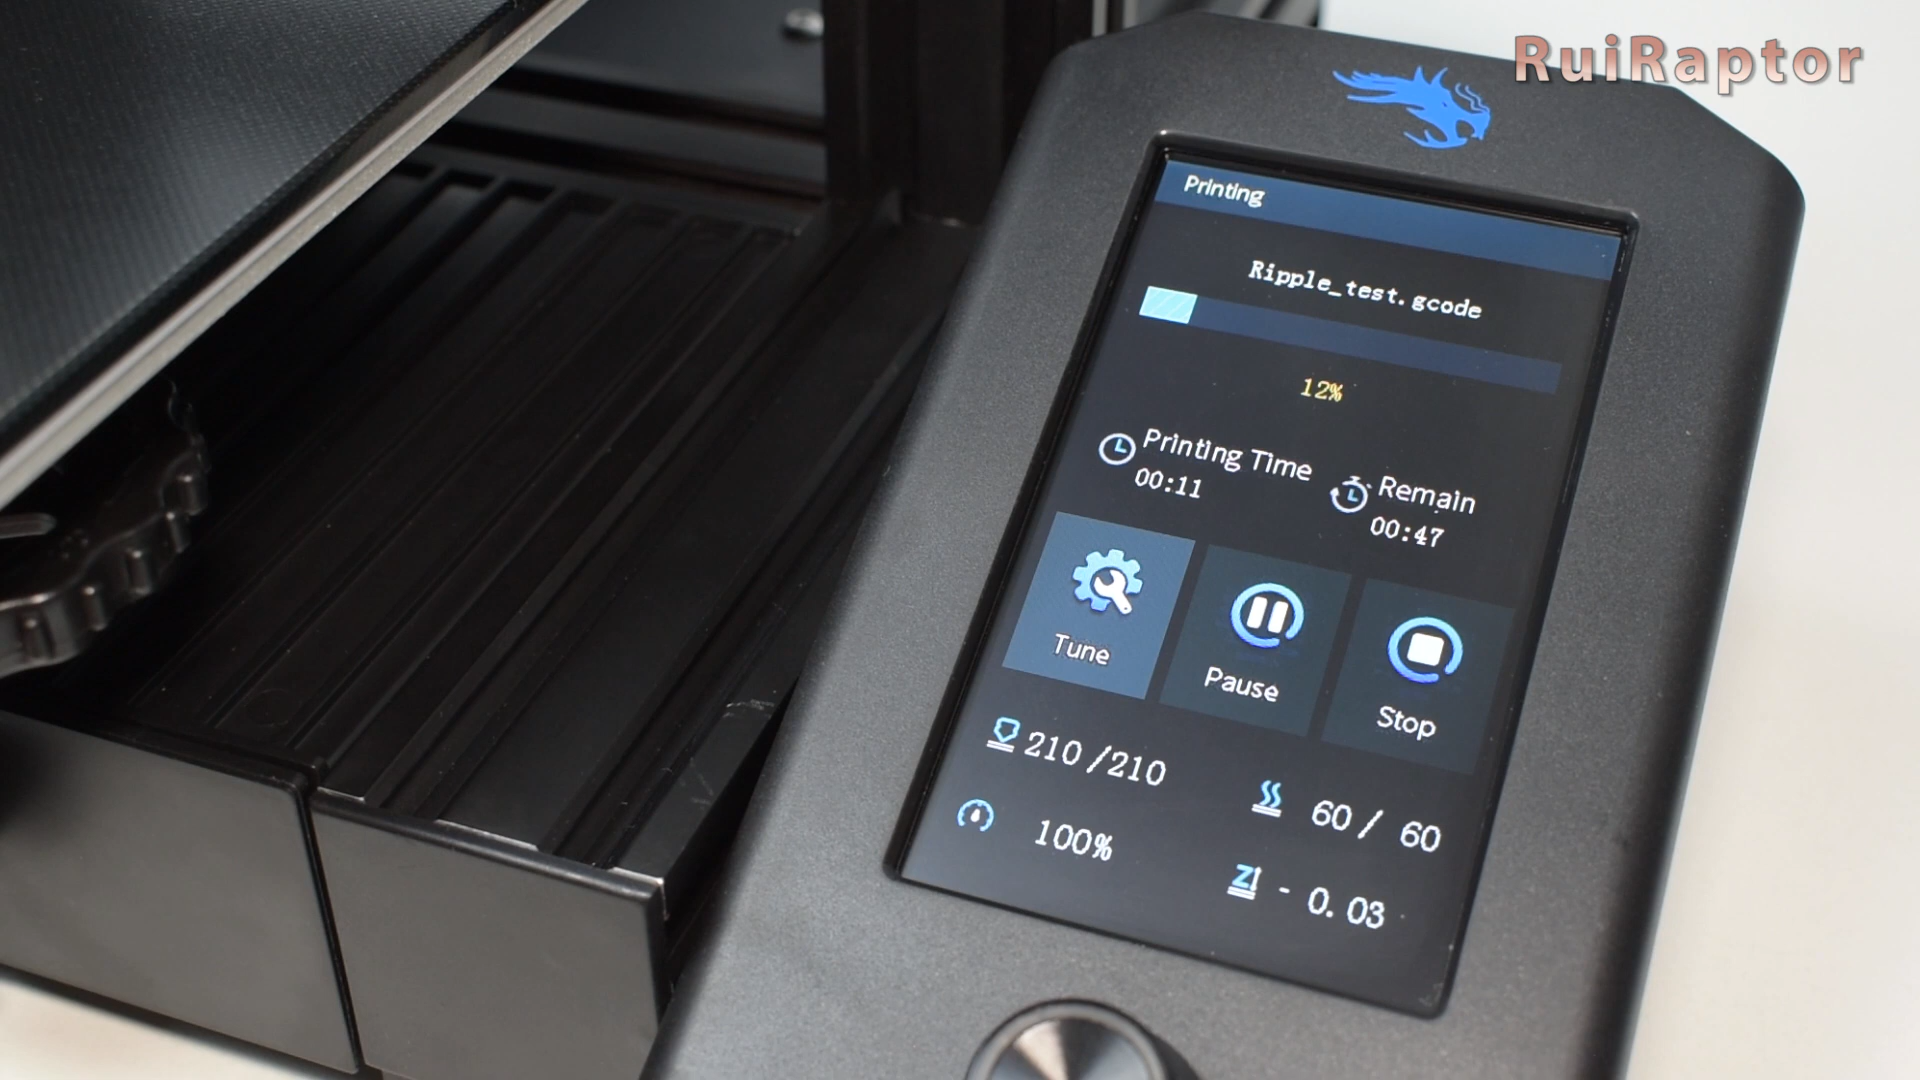 RuiRaptor
Printing
Ripple_test.gcode
12%
Printing Time
00:11
Remain
00:47
Tune
Pause
Stop
210 /210
60 / 60
100%
Z
- 0.03